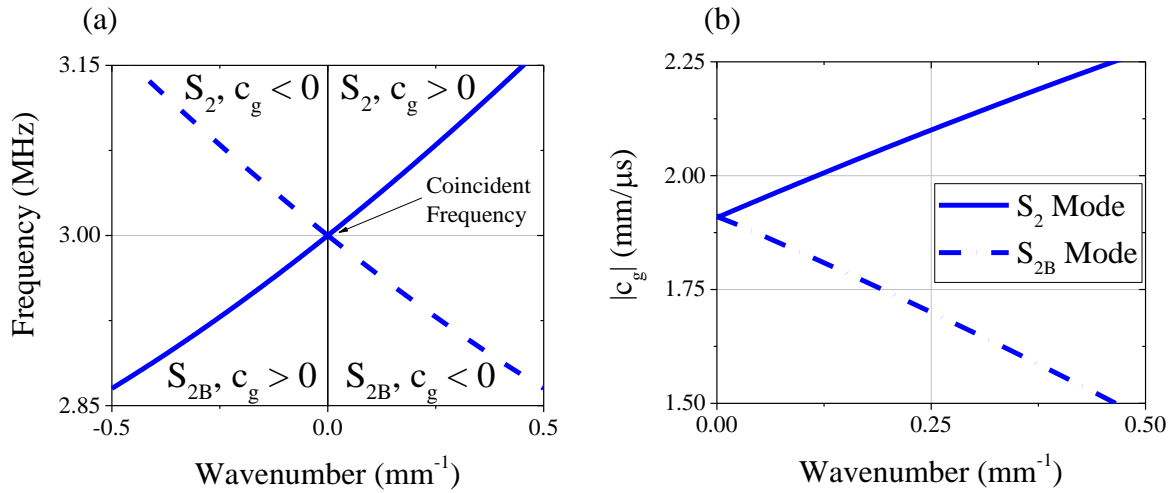 (a)
3.15
3.00
2.85
Frequency (MHz)
S2, cg < 0
S2, cg > 0
Coincident
Frequency
S2B, cg > 0
S2B, cg < 0
-0.5
0.0
0.5
Wavenumber (mm-1)
(b)
2.25
2.00
1.75
1.50
|cg| (mm/μs)
S2 Mode
S2B Mode
0.00
0.25
0.50
Wavenumber (mm-1)